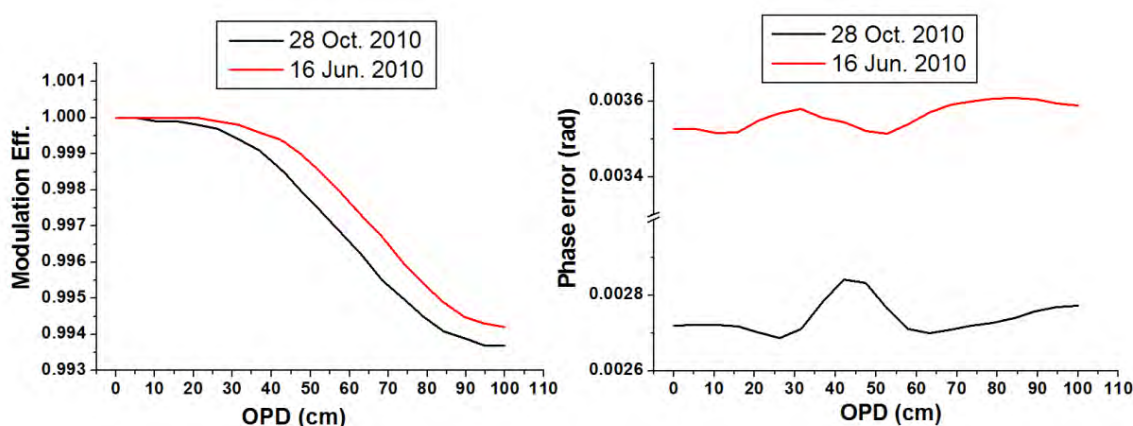 28 Oct. 2010
16 Jun. 2010
Modulation Eff.
1.001
1.000
0.999
0.998
0.997
0.996
0.995
0.994
0.993
0 10 20 30 40 50 60 70 80 90 100 110
OPD (cm)
28 Oct. 2010
16 Jun. 2010
Phase error (rad)
0.0036
0.0034
0.0028
0.0026
0 10 20 30 40 50 60 70 80 90 100 110
OPD (cm)